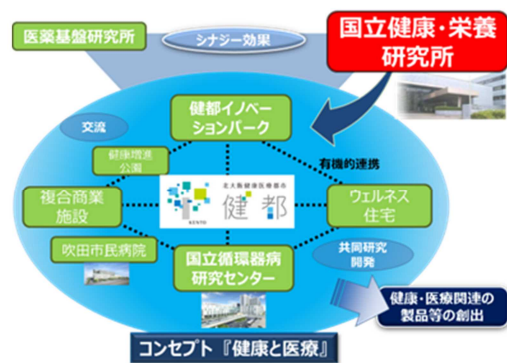 医薬基盤研究所
シナジー効果
国立健康・栄養
研究所
健都イノベー
ションパーク
交流
健康増進
公園
有機的連携
複合商業
施設
北大阪健康医療都市
健都
KENTO
ウェルネス
住宅
吹田市民病院
国立循環器病
研究センター
共同研究
開発
健康・医療関連の
製品等の創出
コンセプト『健康と医療』